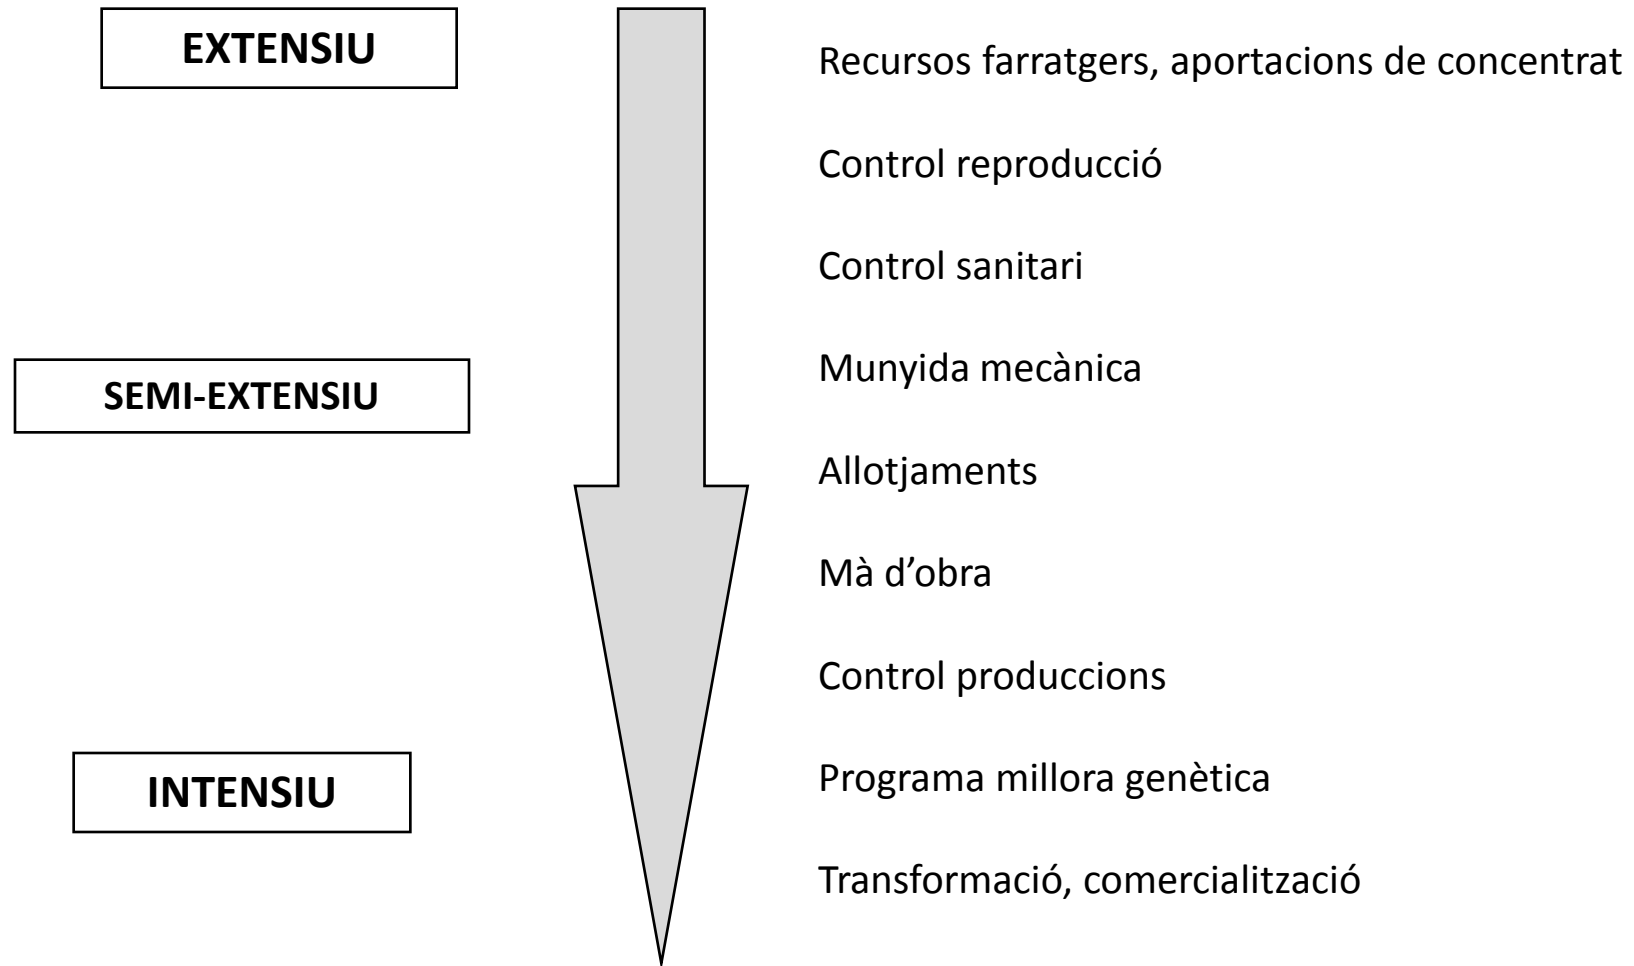 EXTENSIU
SEMI-EXTENSIU
INTENSIU
Recursos farratgers, aportacions de concentrat
Control reproducció
Control sanitari
Munyida mecànica
Allotjaments
Mà d’obra
Control produccions
Programa millora genètica
Transformació, comercialització